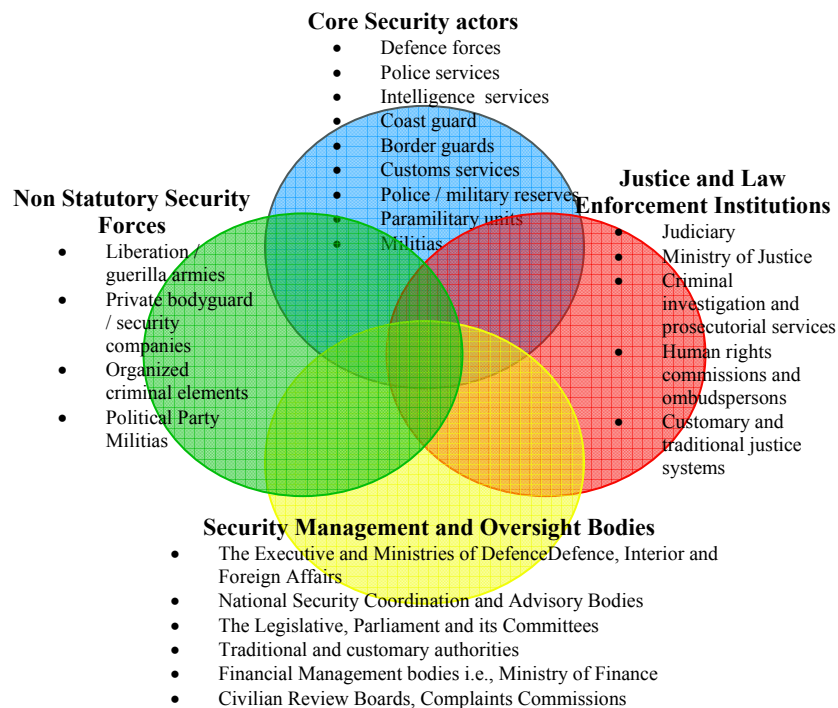 Core Security actors
• Defence forces
• Police services
• Intelligence services
• Coast guard
• Border guards
• Customs services
• Police / military reserves
• Paramilitary units
• Militias
Non Statutory Security
Forces
• Liberation /
guerilla armies
• Private bodyguard
/ security
companies
• Organized
criminal elements
• Political Party
Militias
Justice and Law
Enforcement Institutions
• Judiciary
• Ministry of Justice
• Criminal
investigation and
prosecutorial services
• Human rights
commissions and
ombudspersons
• Customary and
traditional justice
systems
Security Management and Oversight Bodies
• The Executive and Ministries of DefenceDefence, Interior and
Foreign Affairs
• National Security Coordination and Advisory Bodies
• The Legislative, Parliament and its Committees
• Traditional and customary authorities
• Financial Management bodies i.e., Ministry of Finance
• Civilian Review Boards, Complaints Commissions